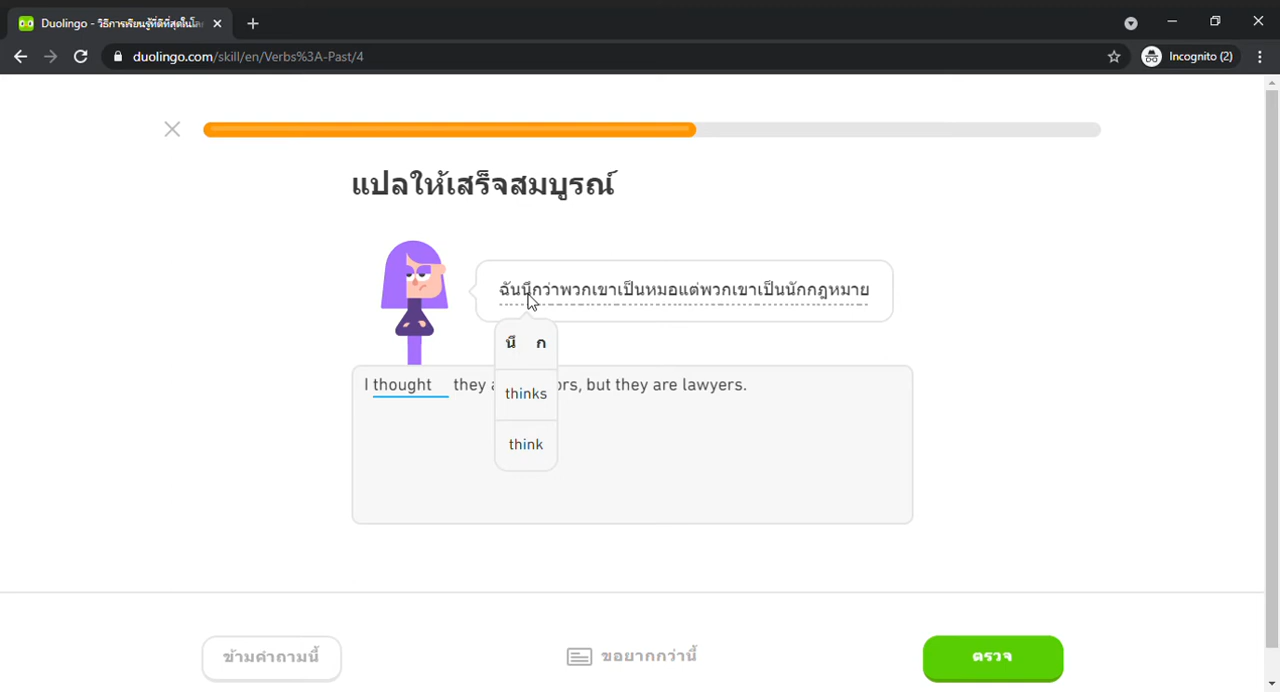 Duolingo - วิธีการเรียนรู้ที่ดีที่สุดในโล
duolingo.com/skill/en/Verbs%3A-Past/4
Incognito (2)
แปลให้เสร็จสมบูรณ์
ฉันนึกว่าพวกเขาเป็นหมอแต่พวกเขาเป็นนักกฎหมาย
นึ ก
thinks
think
I thought they a ors, but they are lawyers.
ข้ามคำถามนี้
ขอยากกว่านี้
ตรวจ